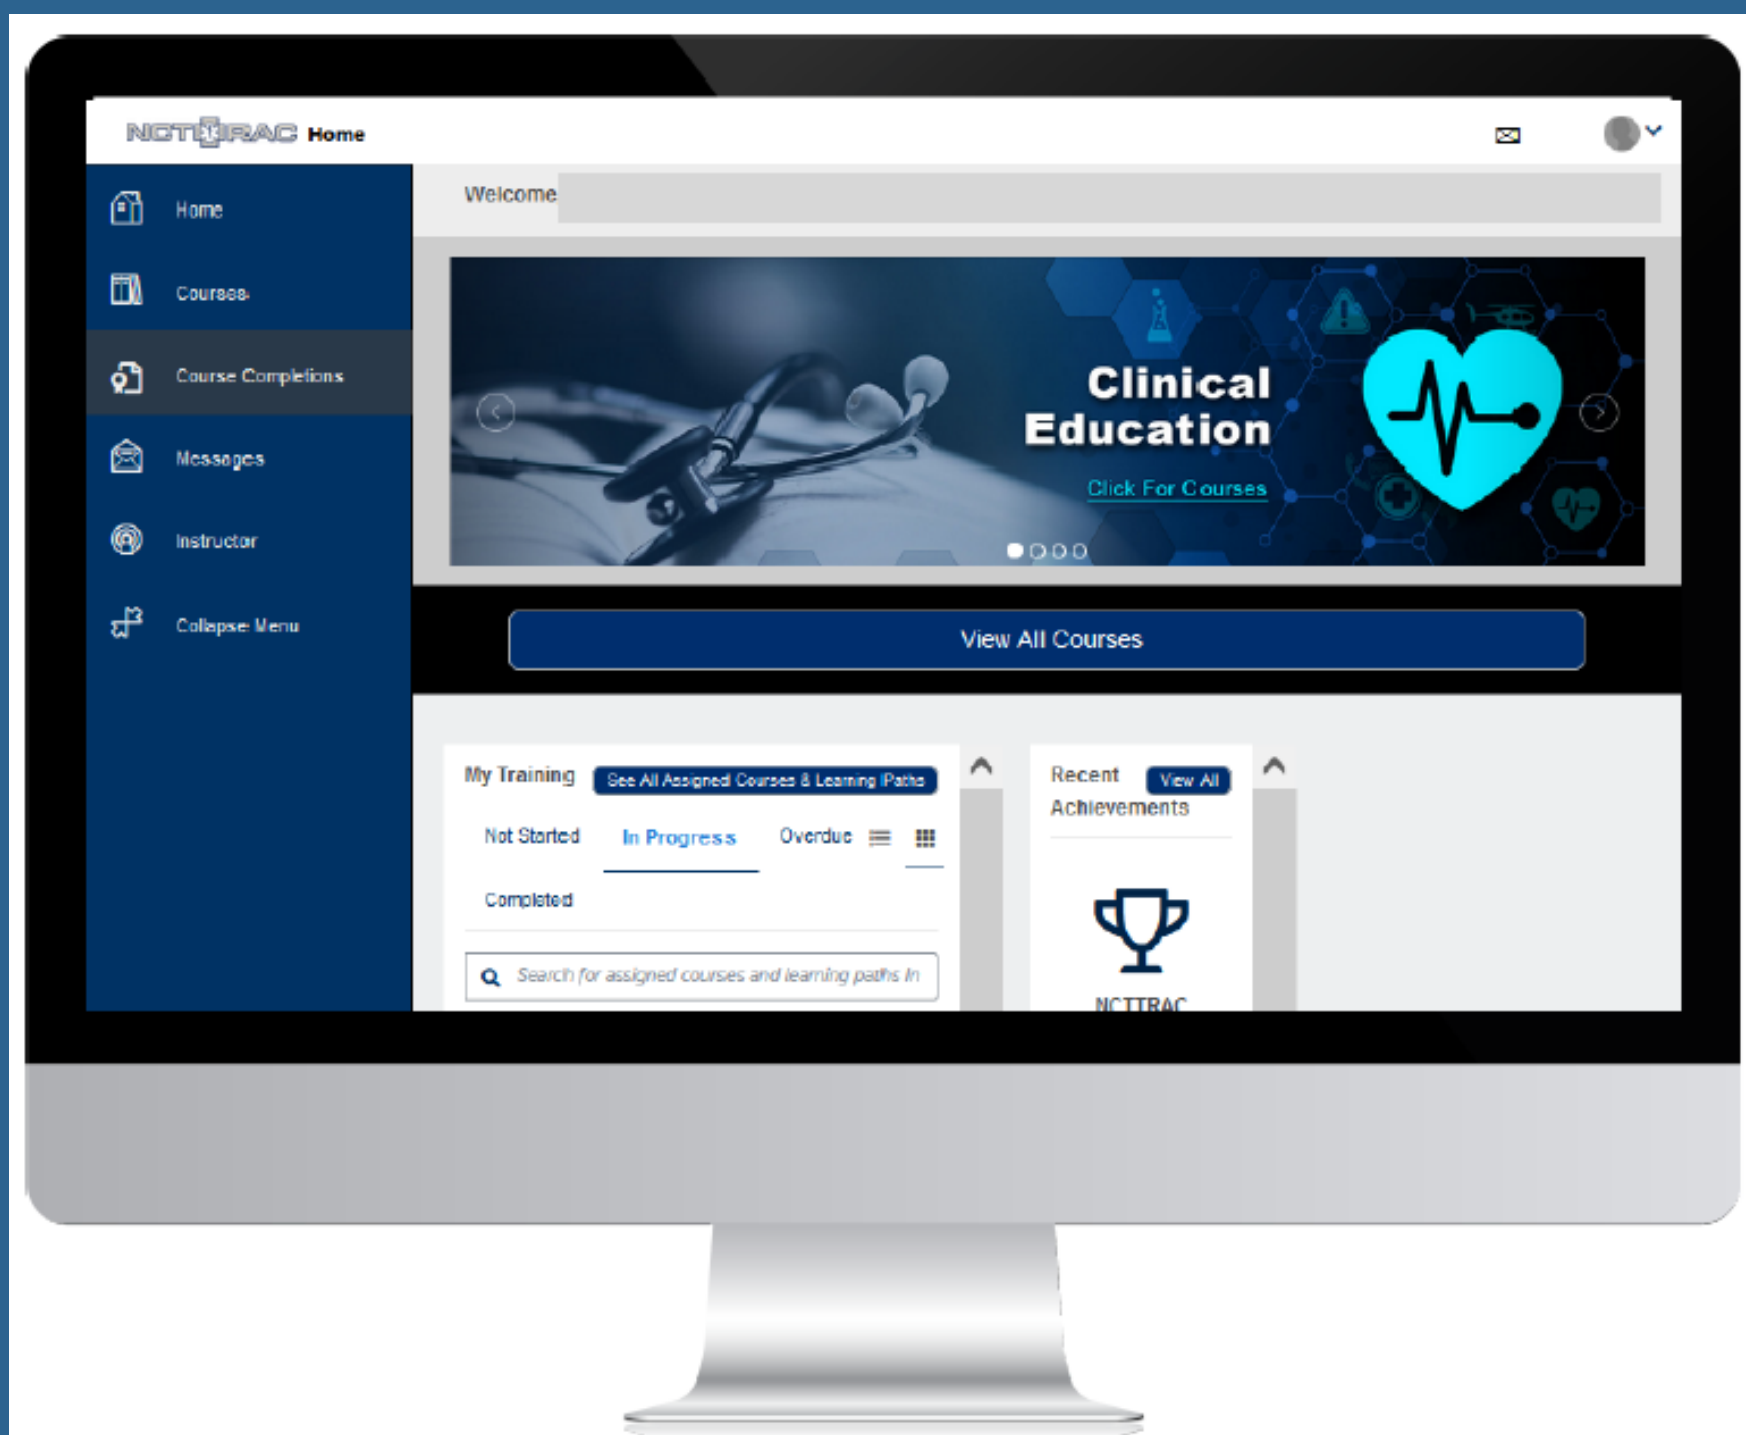 NCTTRAC Home
Home
Courses
Course Completions
Messages
Instructor
Collapse Menu
Welcome
Clinical
Education
Click For Courses
View All Courses
My Training
See All Assigned Courses & Learning Paths
Not Started
In Progress
Overdue
Completed
Search for assigned courses and learning paths In
Recent
Achievements
View All
NCTTRAC